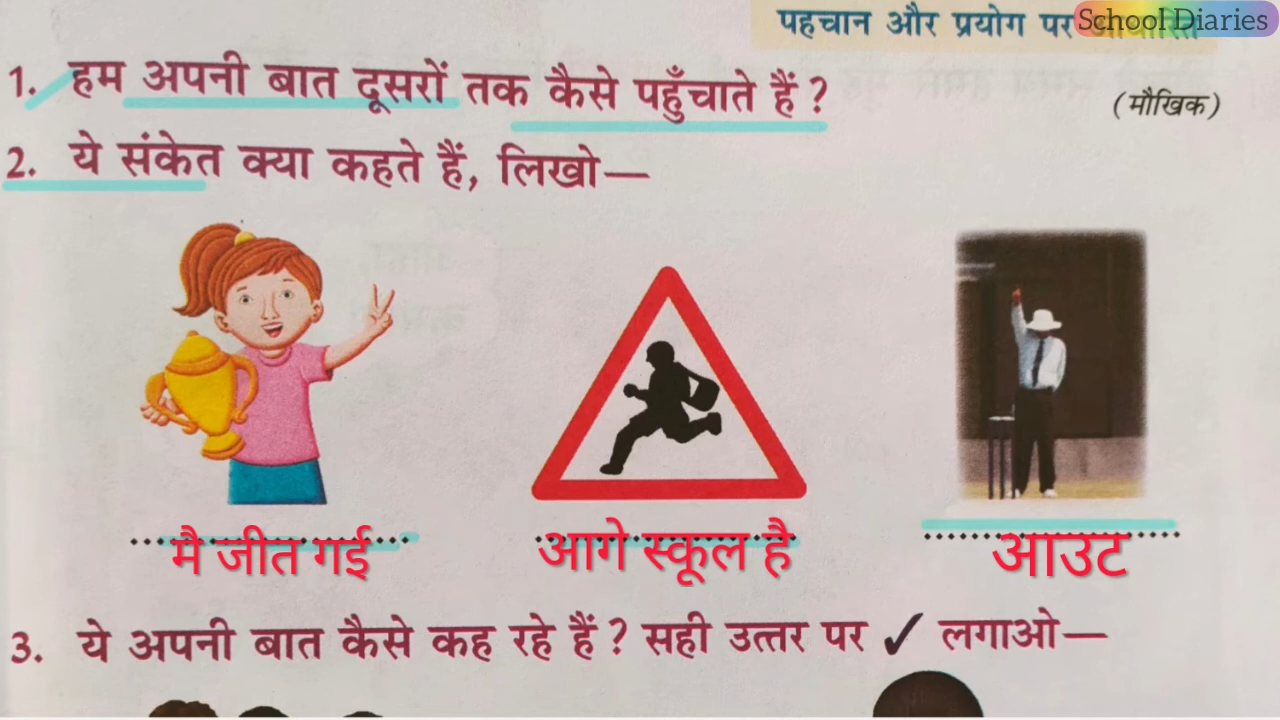 पहचान और प्रयोग पर
School Diaries
1. हम अपनी बात दूसरों तक कैसे पहुँचाते हैं ?
(मौखिक)
2. ये संकेत क्या कहते हैं, लिखो—
मै जीत गई
आगे स्कूल है
आउट
3. ये अपनी बात कैसे कह रहे हैं ? सही उत्तर पर ✓ लगाओ—